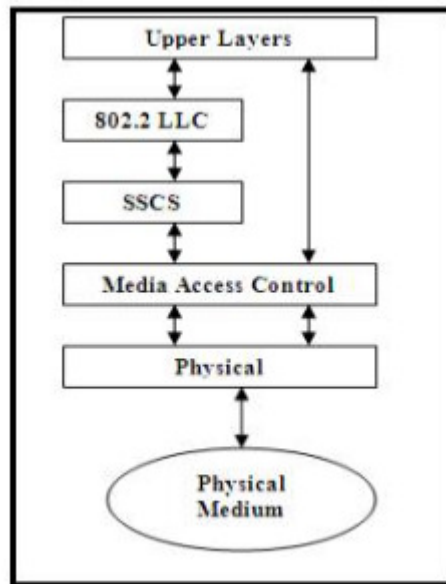 Upper Layers
802.2 LLC
SSCS
Media Access Control
Physical
Physical
Medium